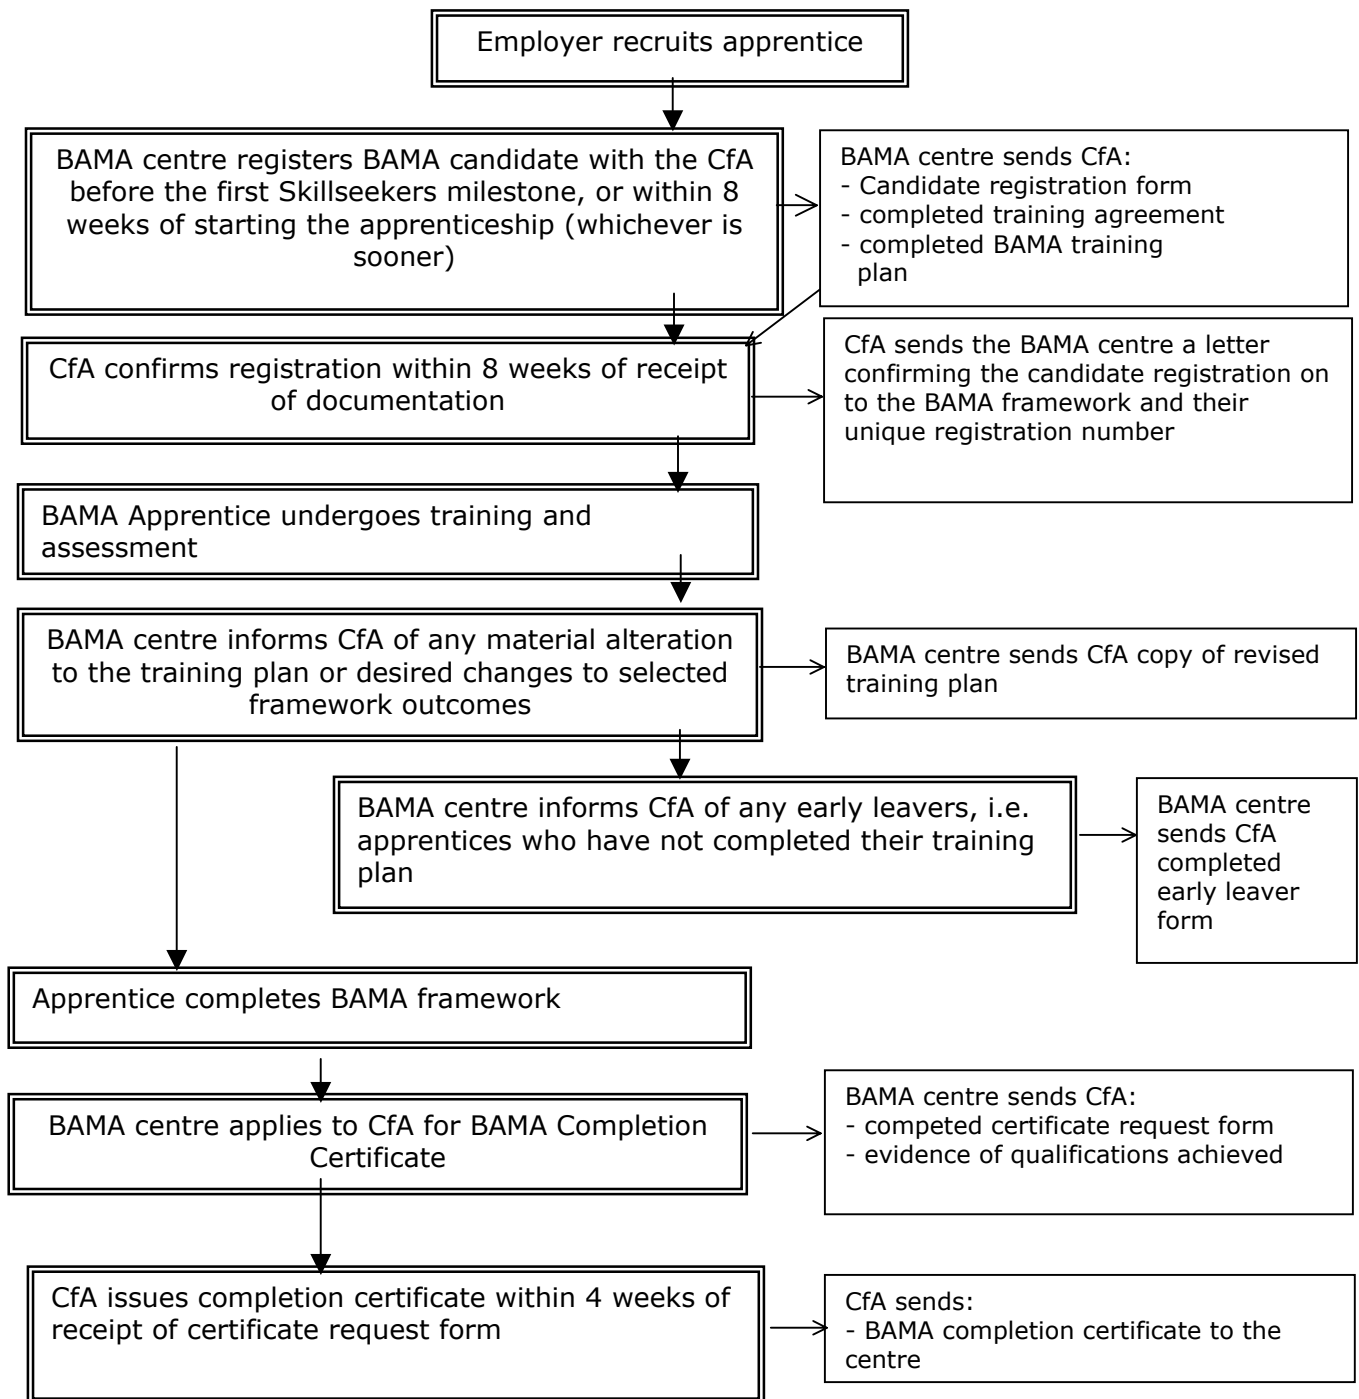 Employer recruits apprentice
BAMA centre registers BAMA candidate with the CfA
before the first Skillseekers milestone, or within 8
weeks of starting the apprenticeship (whichever is
sooner)
BAMA centre sends CfA:
- Candidate registration form
- completed training agreement
- completed BAMA training
plan
CfA confirms registration within 8 weeks of receipt
of documentation
CfA sends the BAMA centre a letter
confirming the candidate registration on
to the BAMA framework and their
unique registration number
BAMA Apprentice undergoes training and
assessment
BAMA centre informs CfA of any material alteration
to the training plan or desired changes to selected
framework outcomes
BAMA centre sends CfA copy of revised
training plan
BAMA centre informs CfA of any early leavers, i.e.
apprentices who have not completed their training
plan
BAMA centre
sends CfA
completed
early leaver
form
Apprentice completes BAMA framework
BAMA centre applies to CfA for BAMA Completion
Certificate
BAMA centre sends CfA:
- competed certificate request form
- evidence of qualifications achieved
CfA issues completion certificate within 4 weeks of
receipt of certificate request form
CfA sends:
- BAMA completion certificate to the
centre